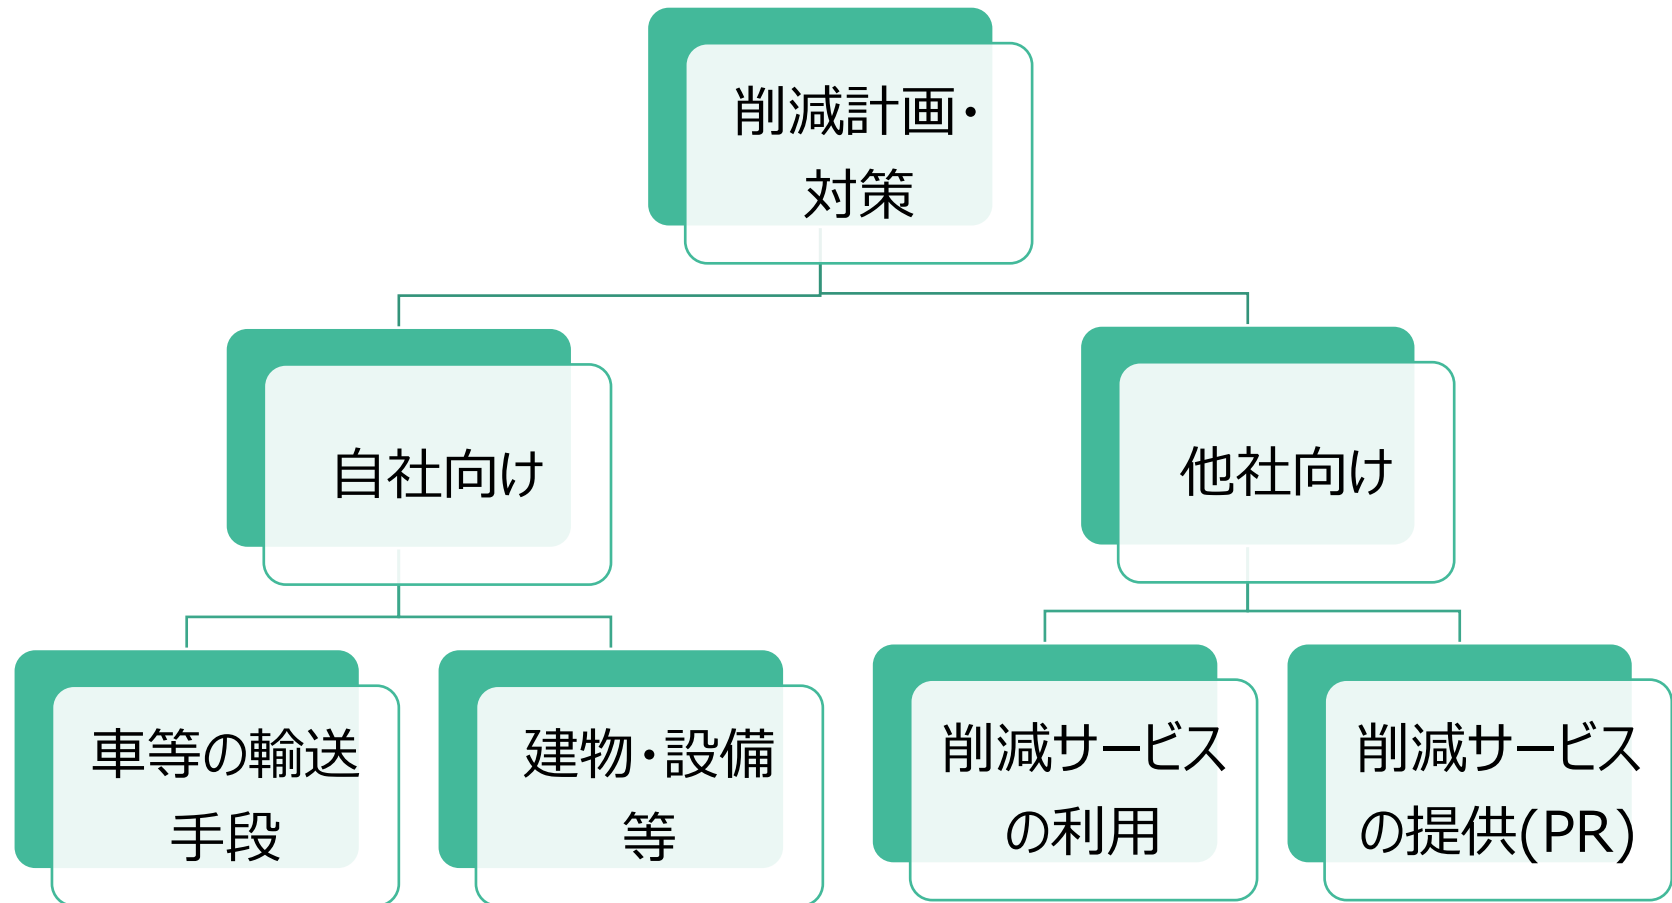 削減計画・
対策
自社向け
他社向け
車等の輸送
手段
建物・設備
等
削減サービス
の利用
削減サービス
の提供(PR)